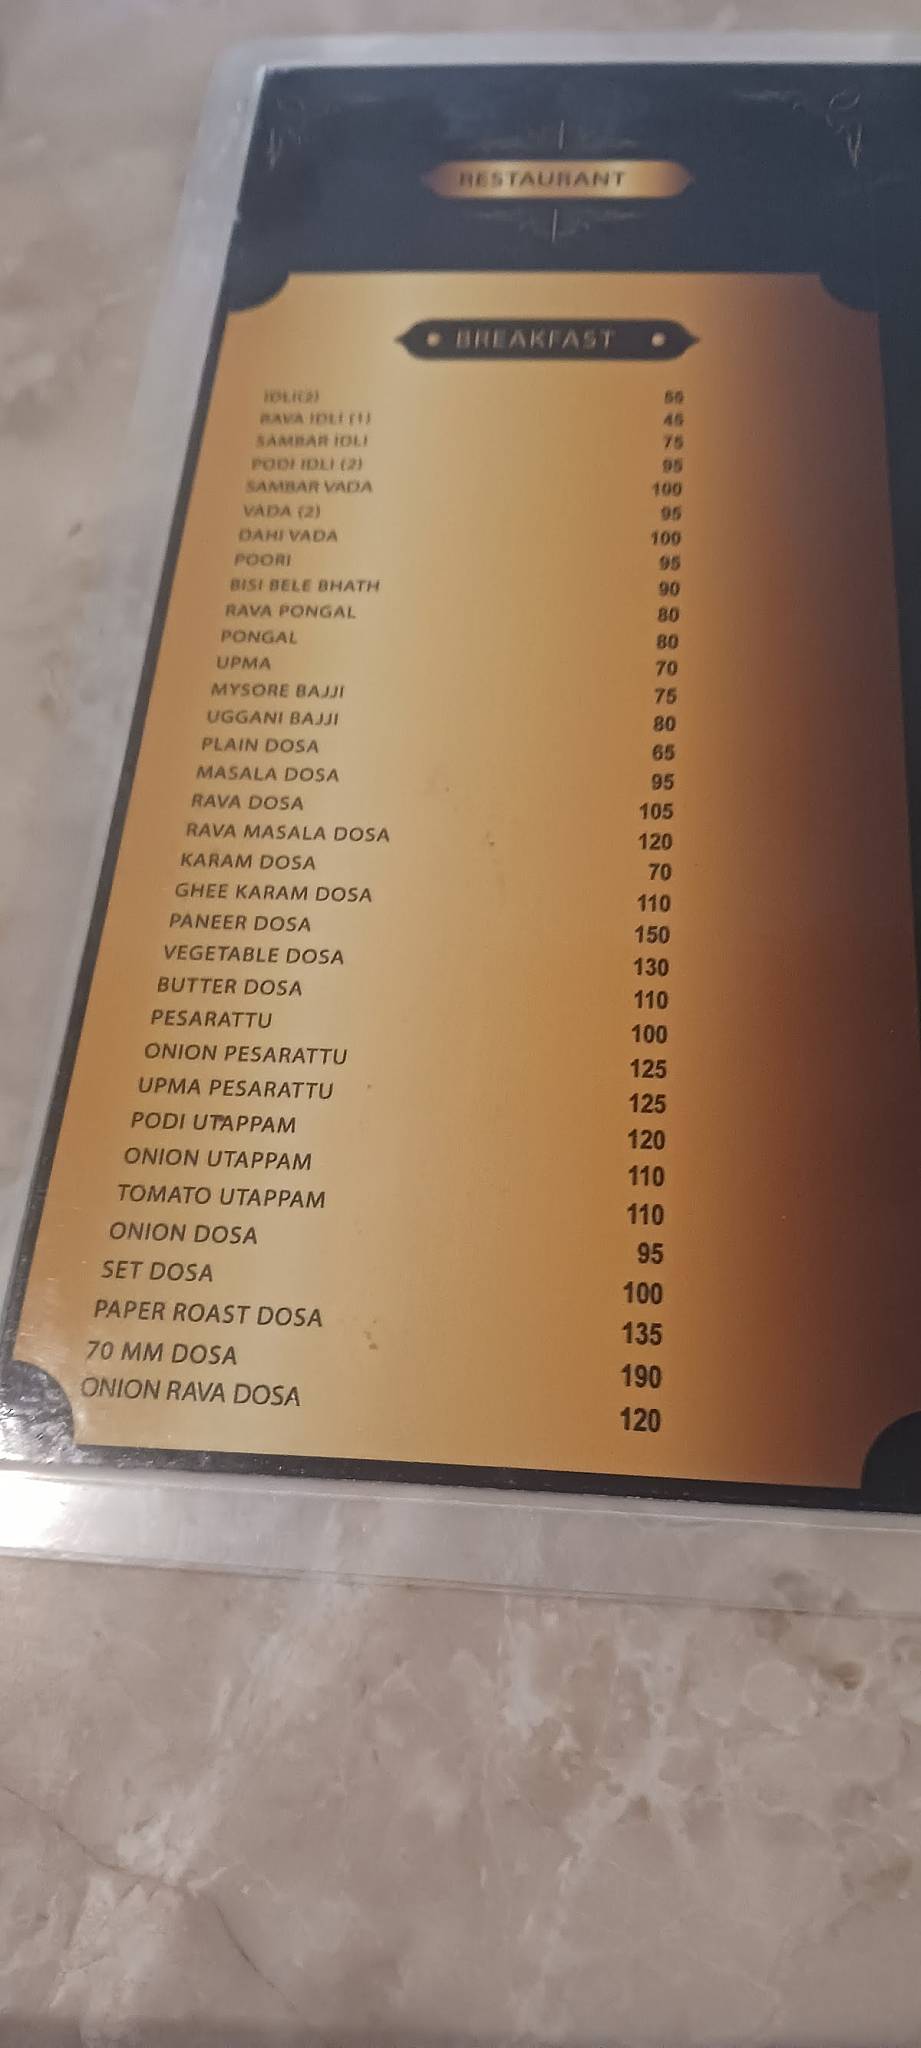 RESTAURANT
BREAKFAST
IDLI(2) 55
RAVA IDLI (1) 45
SAMBAR IDLI 75
PODI IDLI (2) 95
SAMBAR VADA 100
VADA (2) 95
DAHI VADA 100
POORI 95
BISI BELE BHATH 90
RAVA PONGAL 80
PONGAL 80
UPMA 70
MYSORE BAJJI 75
UGGANI BAJJI 80
PLAIN DOSA 65
MASALA DOSA 95
RAVA DOSA 105
RAVA MASALA DOSA 120
KARAM DOSA 70
GHEE KARAM DOSA 110
PANEER DOSA 150
VEGETABLE DOSA 130
BUTTER DOSA 110
PESARATTU 100
ONION PESARATTU 125
UPMA PESARATTU 125
PODI UTAPPAM 120
ONION UTAPPAM 110
TOMATO UTAPPAM 110
ONION DOSA 95
SET DOSA 100
PAPER ROAST DOSA 135
70 MM DOSA 190
ONION RAVA DOSA 120